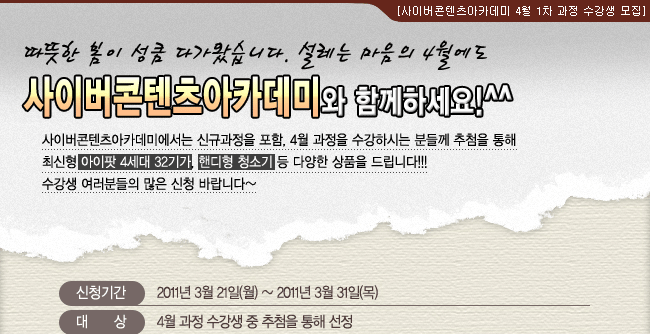 [사이버콘텐츠아카데미 4월 1차 과정 수강생 모집]
따뜻한 봄이 성큼 다가왔습니다. 설레는 마음의 4월에도
사이버콘텐츠아카데미와 함께하세요!^^
사이버콘텐츠아카데미에서는 신규과정을 포함, 4월 과정을 수강하시는 분들께 추첨을 통해
최신형 아이팟 4세대 32기가, 핸디형 청소기 등 다양한 상품을 드립니다!!!
수강생 여러분들의 많은 신청 바랍니다~
신청기간 2011년 3월 21일(월) ~ 2011년 3월 31일(목)
대 상 4월 과정 수강생 중 추첨을 통해 선정